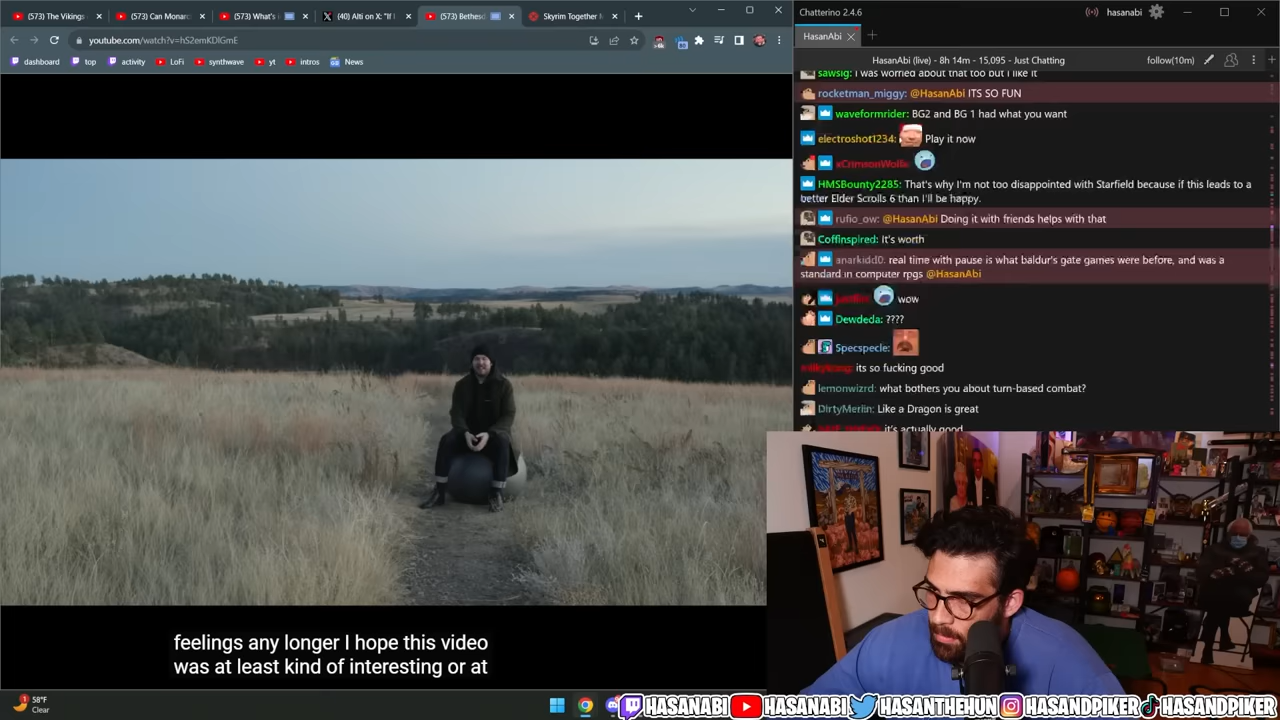 (573) The Vikings
(573) Can Monarc
(573) What's i
(40) Alti on X: "If I
(573) Bethesd
Skyrim Together M
youtube.com/watch?v=hS2emKDlGmE
dashboard
top
activity
LoFi
synthwave
yt
intros
News
Chatterino 2.4.6
hasanabi
HasanAbi
HasanAbi (live) - 8h 14m - 15,095 - Just Chatting
follow(10m)
sawsig: I was worried about that too but I like it
rocketman_miggy: @HasanAbi ITS SO FUN
waveformrider: BG2 and BG 1 had what you want
electroshot1234: Play it now
xCrimsonWolfie
HMSBounty2285: That's why I'm not too disappointed with Starfield because if this leads to a
better Elder Scrolls 6 than I'll be happy.
rufio_ow: @HasanAbi Doing it with friends helps with that
Coffinspired: It's worth
anarkidd0: real time with pause is what baldur's gate games were before, and was a
standard in computer rpgs @HasanAbi
wow
Dewdeda: ????
Specspecle:
its so fucking good
lemonwizrd: what bothers you about turn-based combat?
DirtyMerlin: Like a Dragon is great
it's actually good
feelings any longer I hope this video
was at least kind of interesting or at
58°F
Clear
HASANABI
HASANABI
HASANTHEHUN
HASANDPIKER
HASANDPIKER